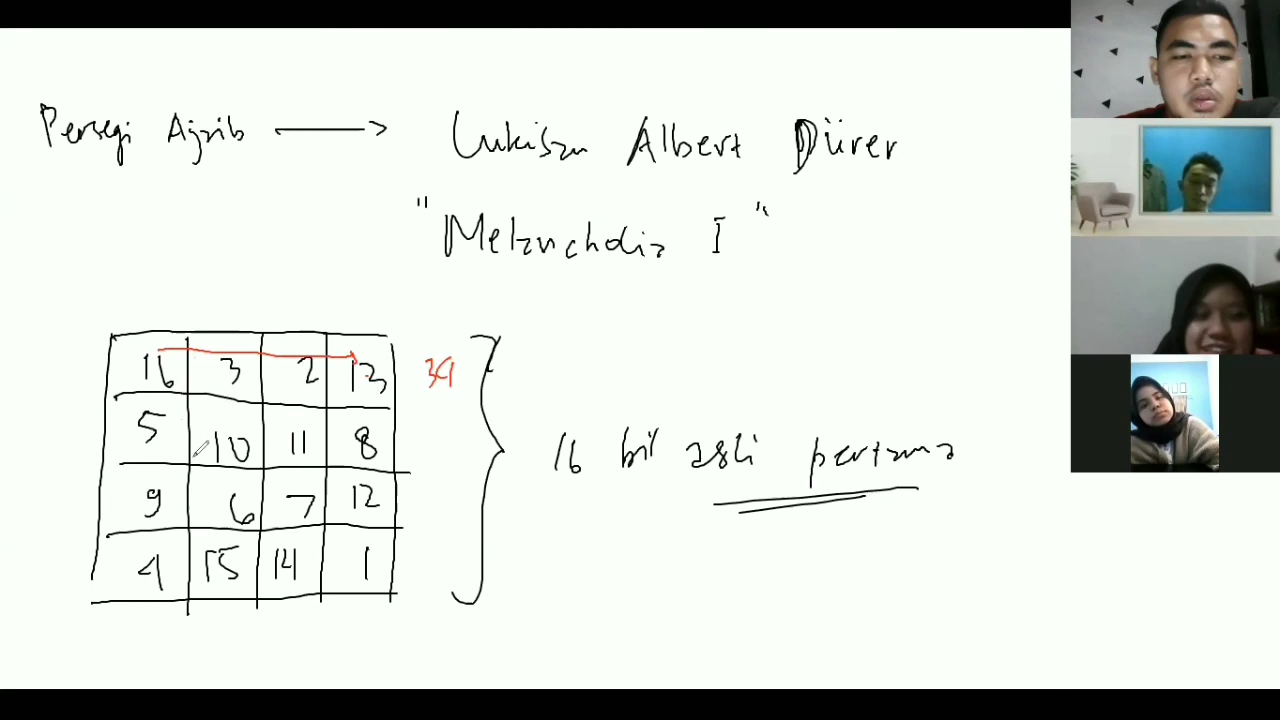 Persegi Ajaib → Lukisan Albert Dürer
"Melancholia I"
16 3 2 13 34
5 10 11 8
9 6 7 12
4 15 14 1
16 bil asli pertama